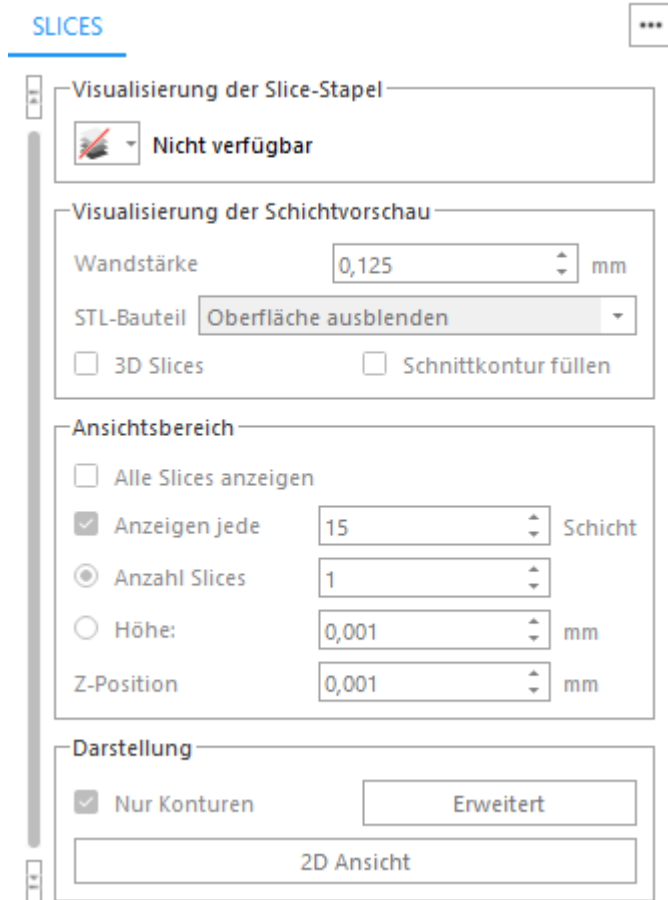 SLICES
Visualisierung der Slice-Stapel
Nicht verfügbar
Visualisierung der Schichtvorschau
Wandstärke 0,125 mm
STL-Bauteil Oberfläche ausblenden
3D Slices Schnittkontur füllen
Ansichtsbereich
Alle Slices anzeigen
Anzeigen jede 15 Schicht
Anzahl Slices 1
Höhe: 0,001 mm
Z-Position 0,001 mm
Darstellung
Nur Konturen Erweitert
2D Ansicht